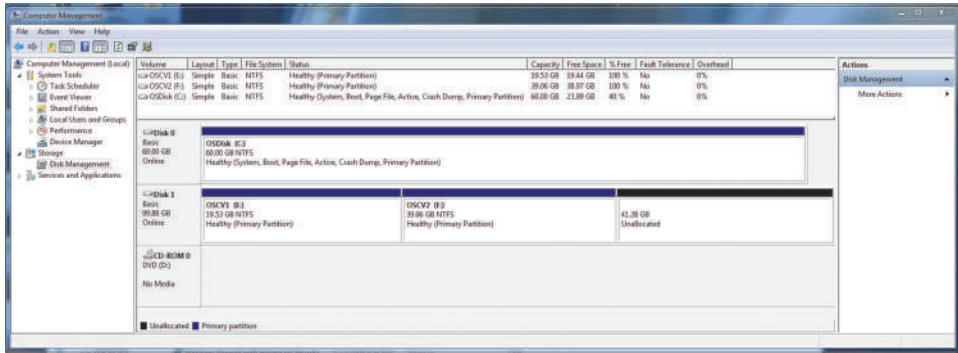 Computer Management
File Action View Help
Computer Management (Local)
System Tools
Task Scheduler
Event Viewer
Shared Folders
Local Users and Groups
Performance
Device Manager
Storage
Disk Management
Services and Applications
Volume Layout Type File System Status Capacity Free Space % Free Fault Tolerance Overhead
OSCV1 (E:) Simple Basic NTFS Healthy (Primary Partition) 19.53 GB 19.44 GB 100 % No 0%
OSCV2 (F:) Simple Basic NTFS Healthy (Primary Partition) 39.06 GB 38.97 GB 100 % No 0%
OSDisk (C:) Simple Basic NTFS Healthy (System, Boot, Page File, Active, Crash Dump, Primary Partition) 60.00 GB 23.99 GB 40 % No 0%
Disk 0
Basic
60.00 GB
Online
OSDisk (C:)
60.00 GB NTFS
Healthy (System, Boot, Page File, Active, Crash Dump, Primary Partition)
Disk 1
Basic
99.88 GB
Online
OSCV1 (E:)
19.53 GB NTFS
Healthy (Primary Partition)
OSCV2 (F:)
39.06 GB NTFS
Healthy (Primary Partition)
41.28 GB
Unallocated
CD-ROM 0
DVD (D:)
No Media
Unallocated Primary partition
Actions
Disk Management
More Actions